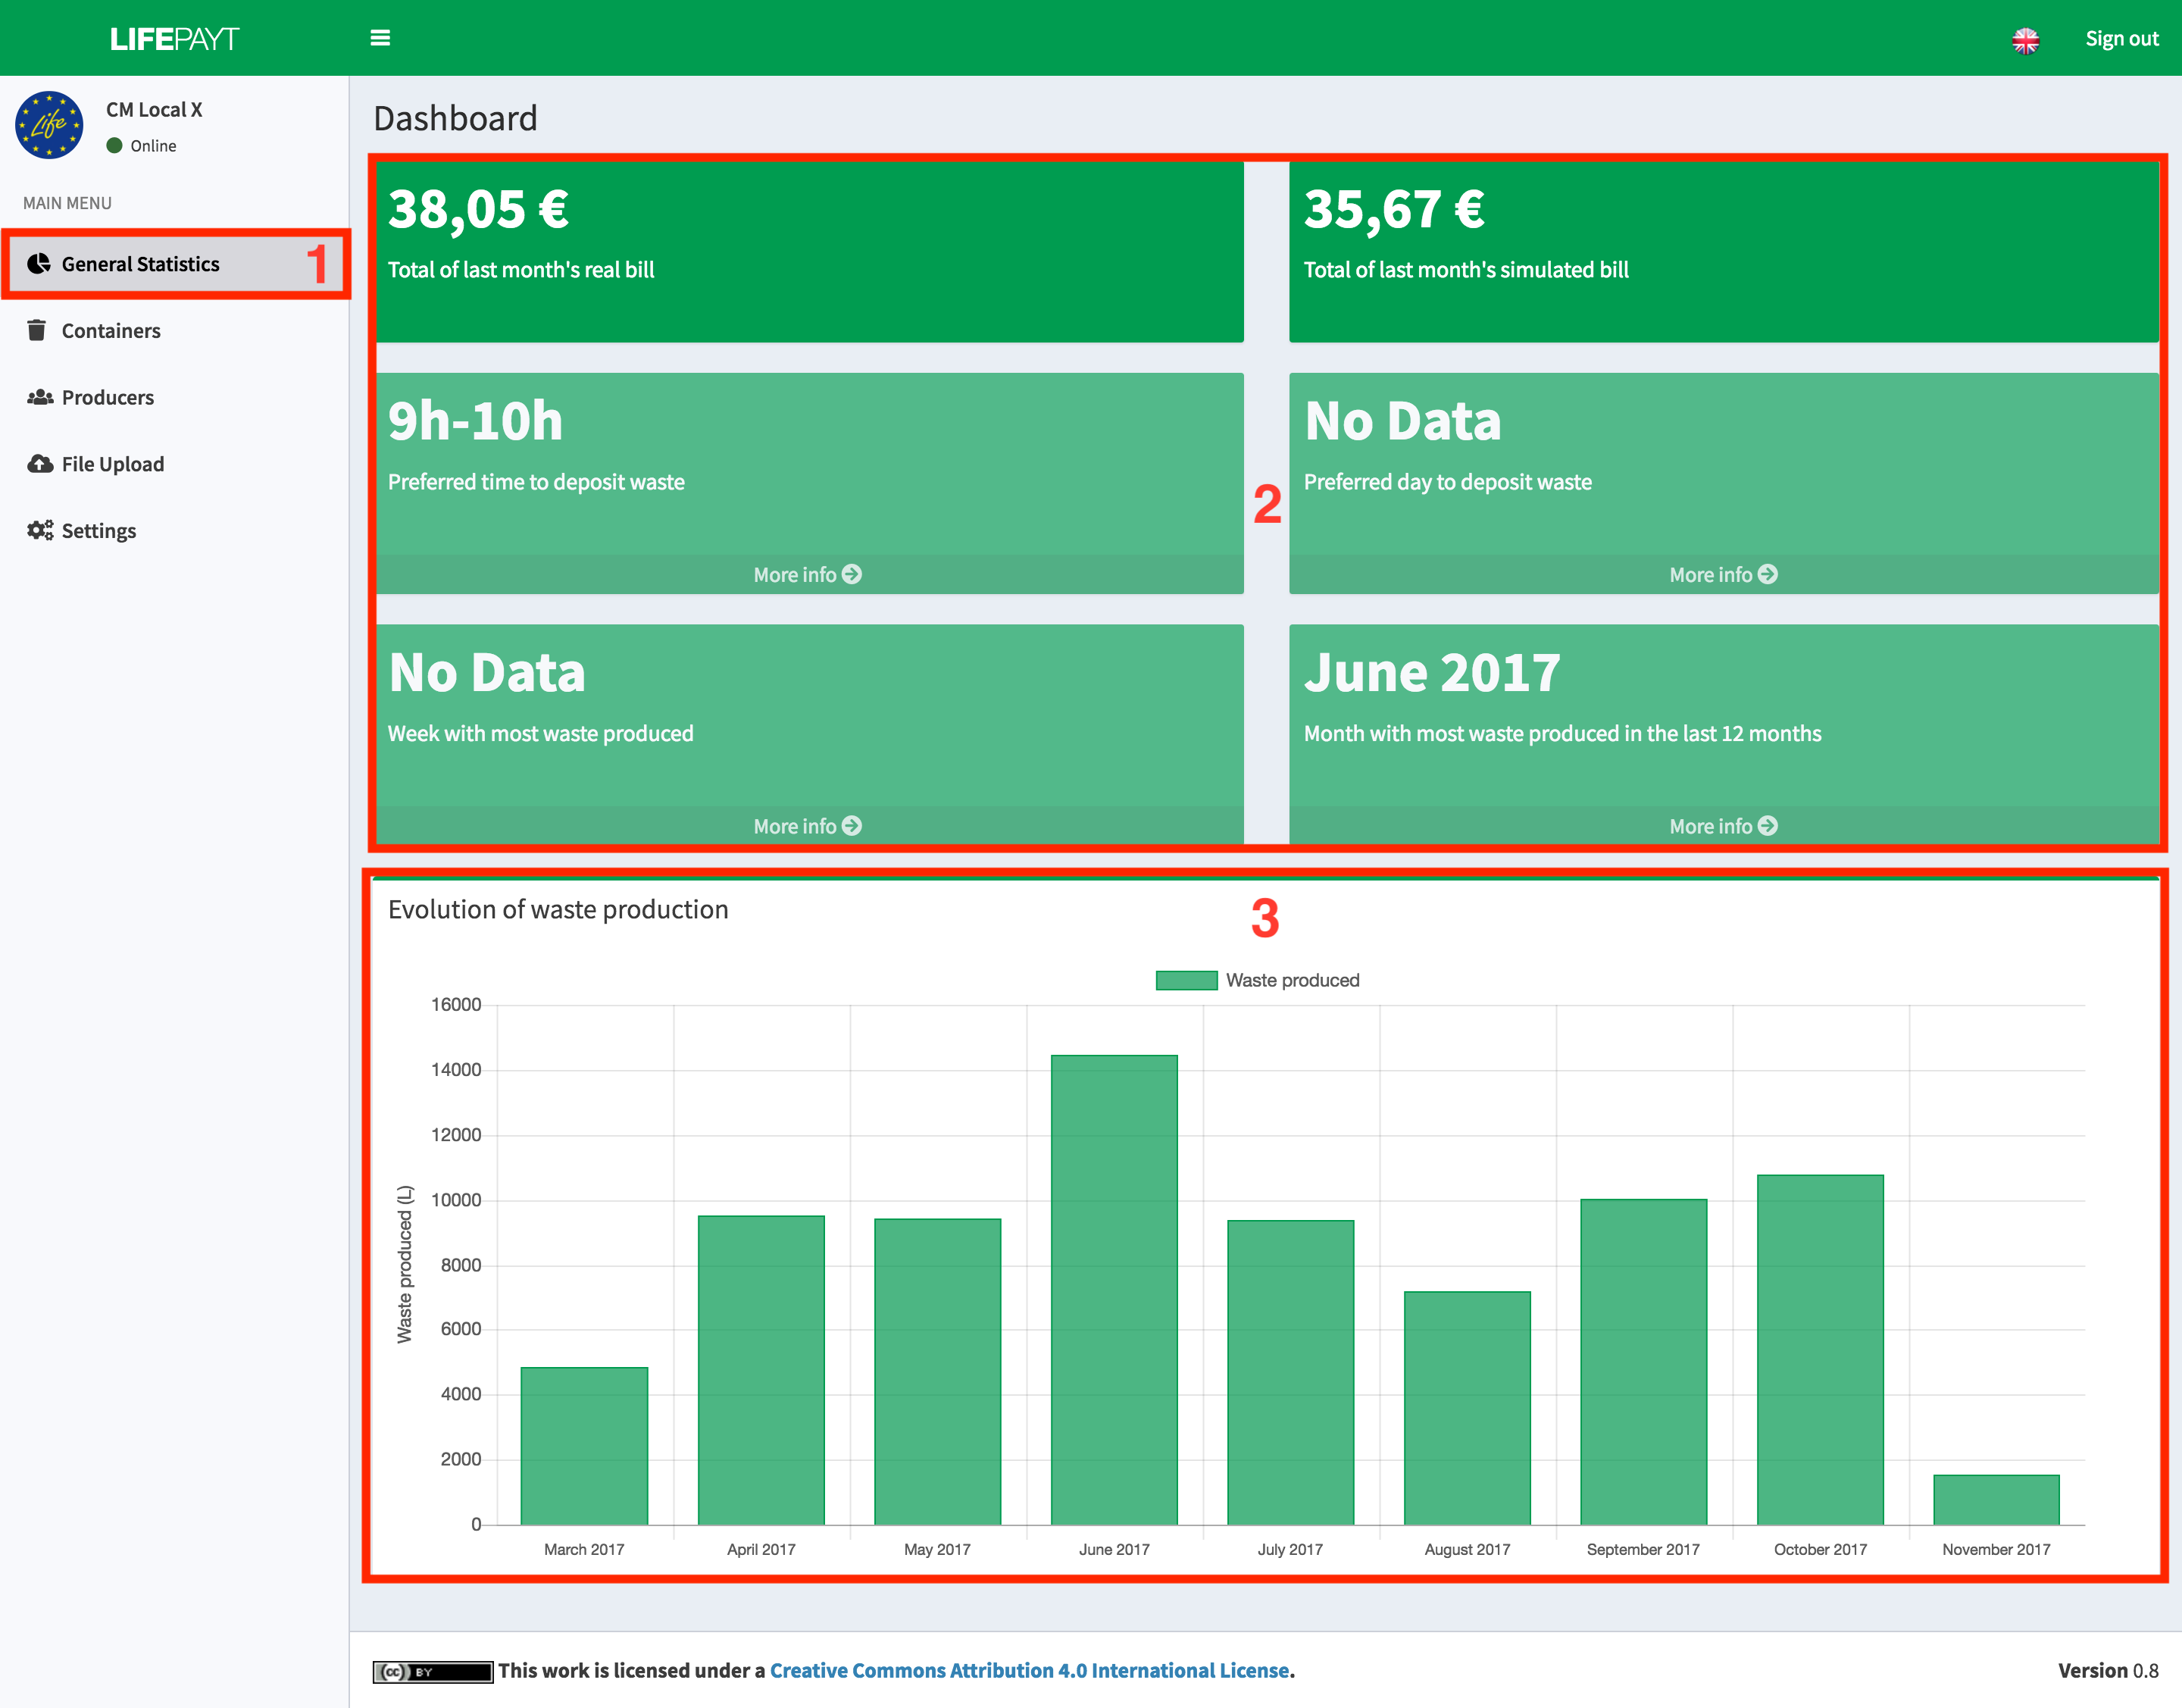 LIFEPAYT
Sign out
CM Local X
Online
MAIN MENU
General Statistics 1
Containers
Producers
File Upload
Settings
Dashboard
38,05 €
Total of last month's real bill
35,67 €
Total of last month's simulated bill
9h-10h
Preferred time to deposit waste
More info
2
No Data
Preferred day to deposit waste
More info
No Data
Week with most waste produced
More info
June 2017
Month with most waste produced in the last 12 months
More info
Evolution of waste production
3
Waste produced
Waste produced (L)
16000
14000
12000
10000
8000
6000
4000
2000
0
March 2017 April 2017 May 2017 June 2017 July 2017 August 2017 September 2017 October 2017 November 2017
Life
(cc) BY
This work is licensed under a Creative Commons Attribution 4.0 International License.
Version 0.8